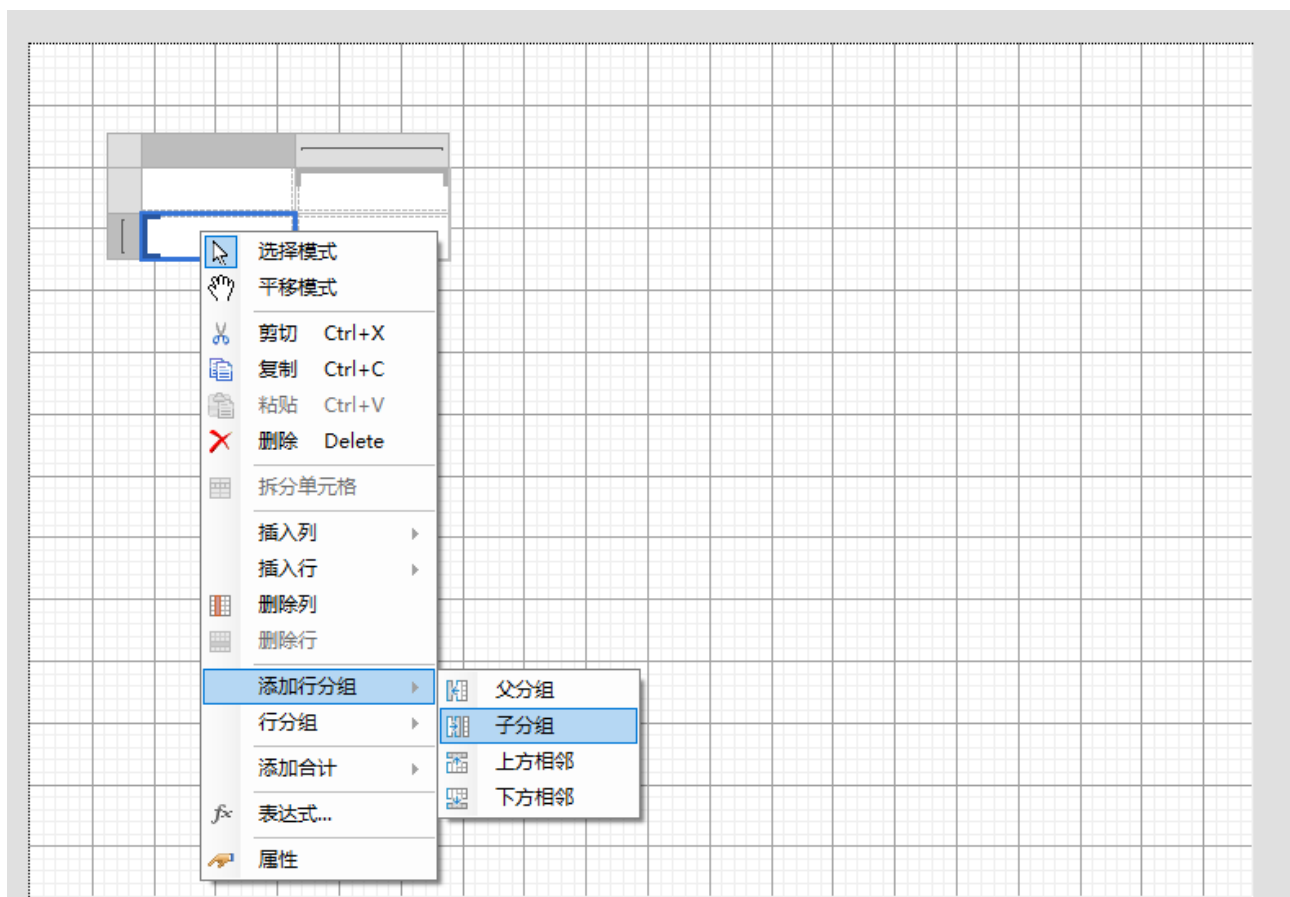 选择模式
平移模式
剪切 Ctrl+X
复制 Ctrl+C
粘贴 Ctrl+V
删除 Delete
拆分单元格
插入列
插入行
删除列
删除行
添加行分组
父分组
行分组
子分组
添加合计
上方相邻
下方相邻
fx 表达式...
属性